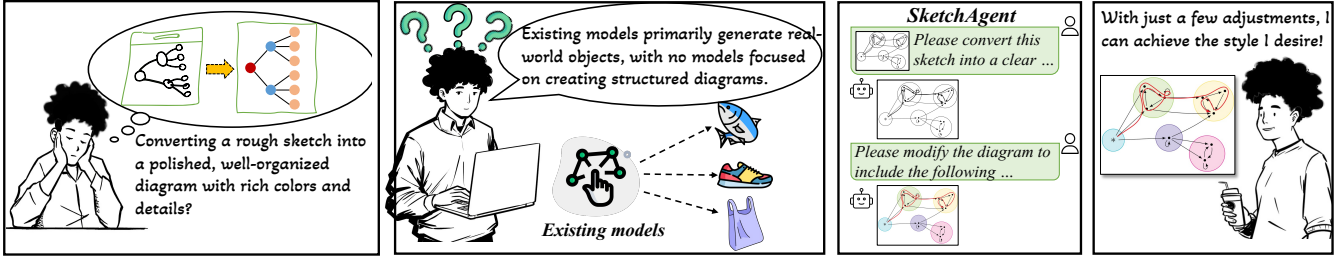 Converting a rough sketch into
a polished, well-organized
diagram with rich colors and
details?
Existing models primarily generate real-
world objects, with no models focused
on creating structured diagrams.
Existing models
SketchAgent
Please convert this
sketch into a clear ...
Please modify the diagram to
include the following ...
With just a few adjustments, I
can achieve the style I desire!